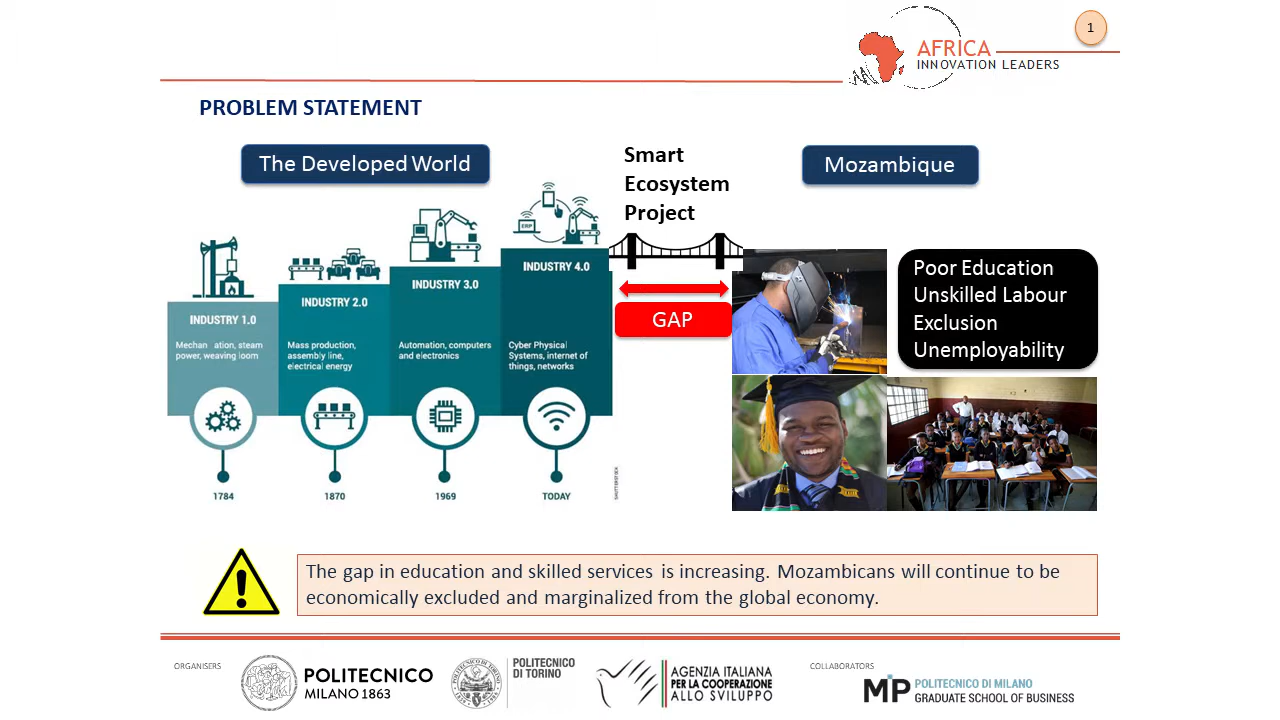 AFRICA
INNOVATION LEADERS
1
PROBLEM STATEMENT
The Developed World
Smart
Ecosystem
Project
Mozambique
GAP
ERP
INDUSTRY 1.0
Mechan ation, steam
power, weaving loom
1784
INDUSTRY 2.0
Mass production,
assembly line,
electrical energy
1870
INDUSTRY 3.0
Automation, computers
and electronics
1969
INDUSTRY 4.0
Cyber Physical
Systems, internet of
things, networks
TODAY
Poor Education
Unskilled Labour
Exclusion
Unemployability
The gap in education and skilled services is increasing. Mozambicans will continue to be
economically excluded and marginalized from the global economy.
ORGANISERS
POLITECNICO
MILANO 1863
POLITECNICO
DI TORINO
AGENZIA ITALIANA
PER LA COOPERAZIONE
ALLO SVILUPPO
COLLABORATORS
MIP
POLITECNICO DI MILANO
GRADUATE SCHOOL OF BUSINESS